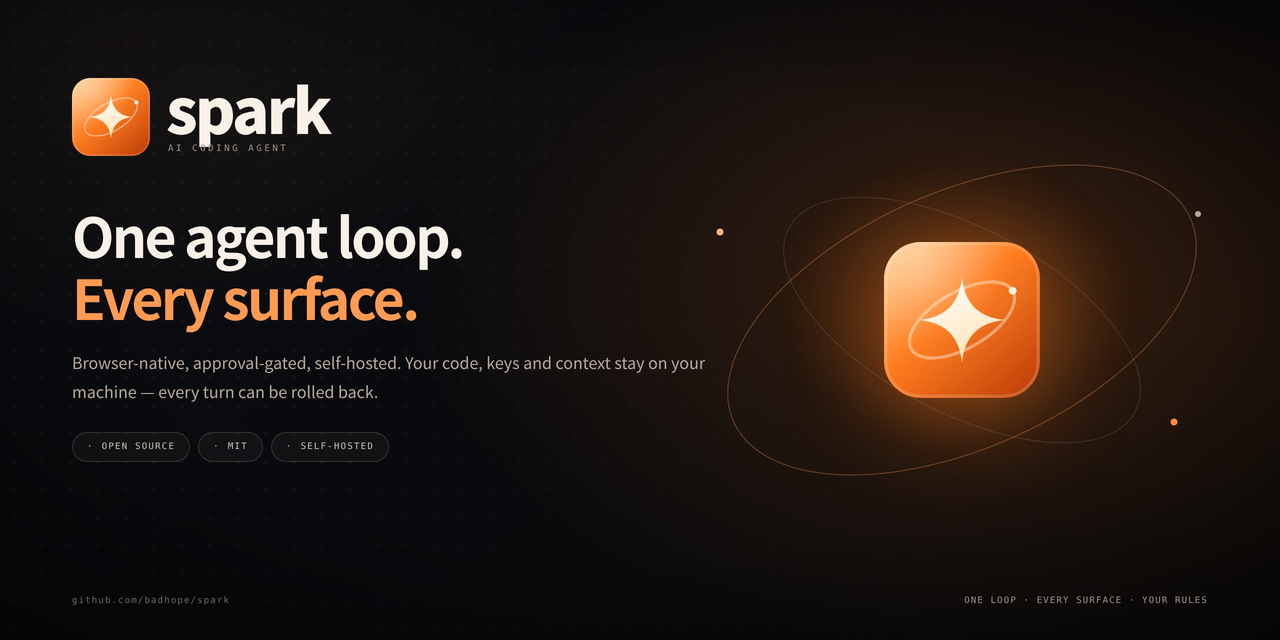 spark
AI CODING AGENT
One agent loop.
Every surface.
Browser-native, approval-gated, self-hosted. Your code, keys and context stay on your
machine — every turn can be rolled back.
· OPEN SOURCE · MIT · SELF-HOSTED
github.com/badhope/spark
ONE LOOP · EVERY SURFACE · YOUR RULES